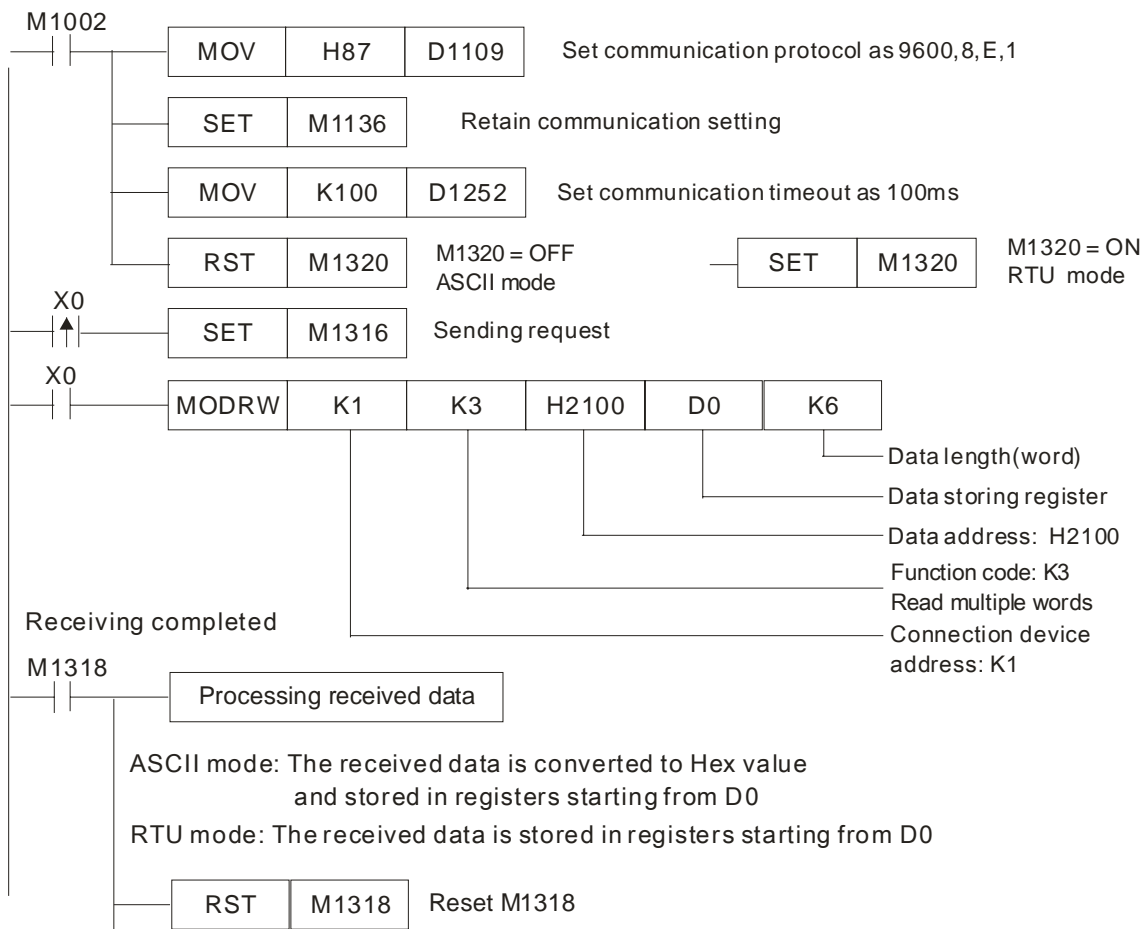 M1002
MOV H87 D1109 Set communication protocol as 9600,8,E,1
SET M1136 Retain communication setting
MOV K100 D1252 Set communication timeout as 100ms
RST M1320 M1320 = OFF
ASCII mode
SET M1320 M1320 = ON
RTU mode
X0
SET M1316 Sending request
X0
MODRW K1 K3 H2100 D0 K6
Data length(word)
Data storing register
Data address: H2100
Function code: K3
Read multiple words
Connection device
address: K1
Receiving completed
M1318
Processing received data
ASCII mode: The received data is converted to Hex value
and stored in registers starting from D0
RTU mode: The received data is stored in registers starting from D0
RST M1318 Reset M1318